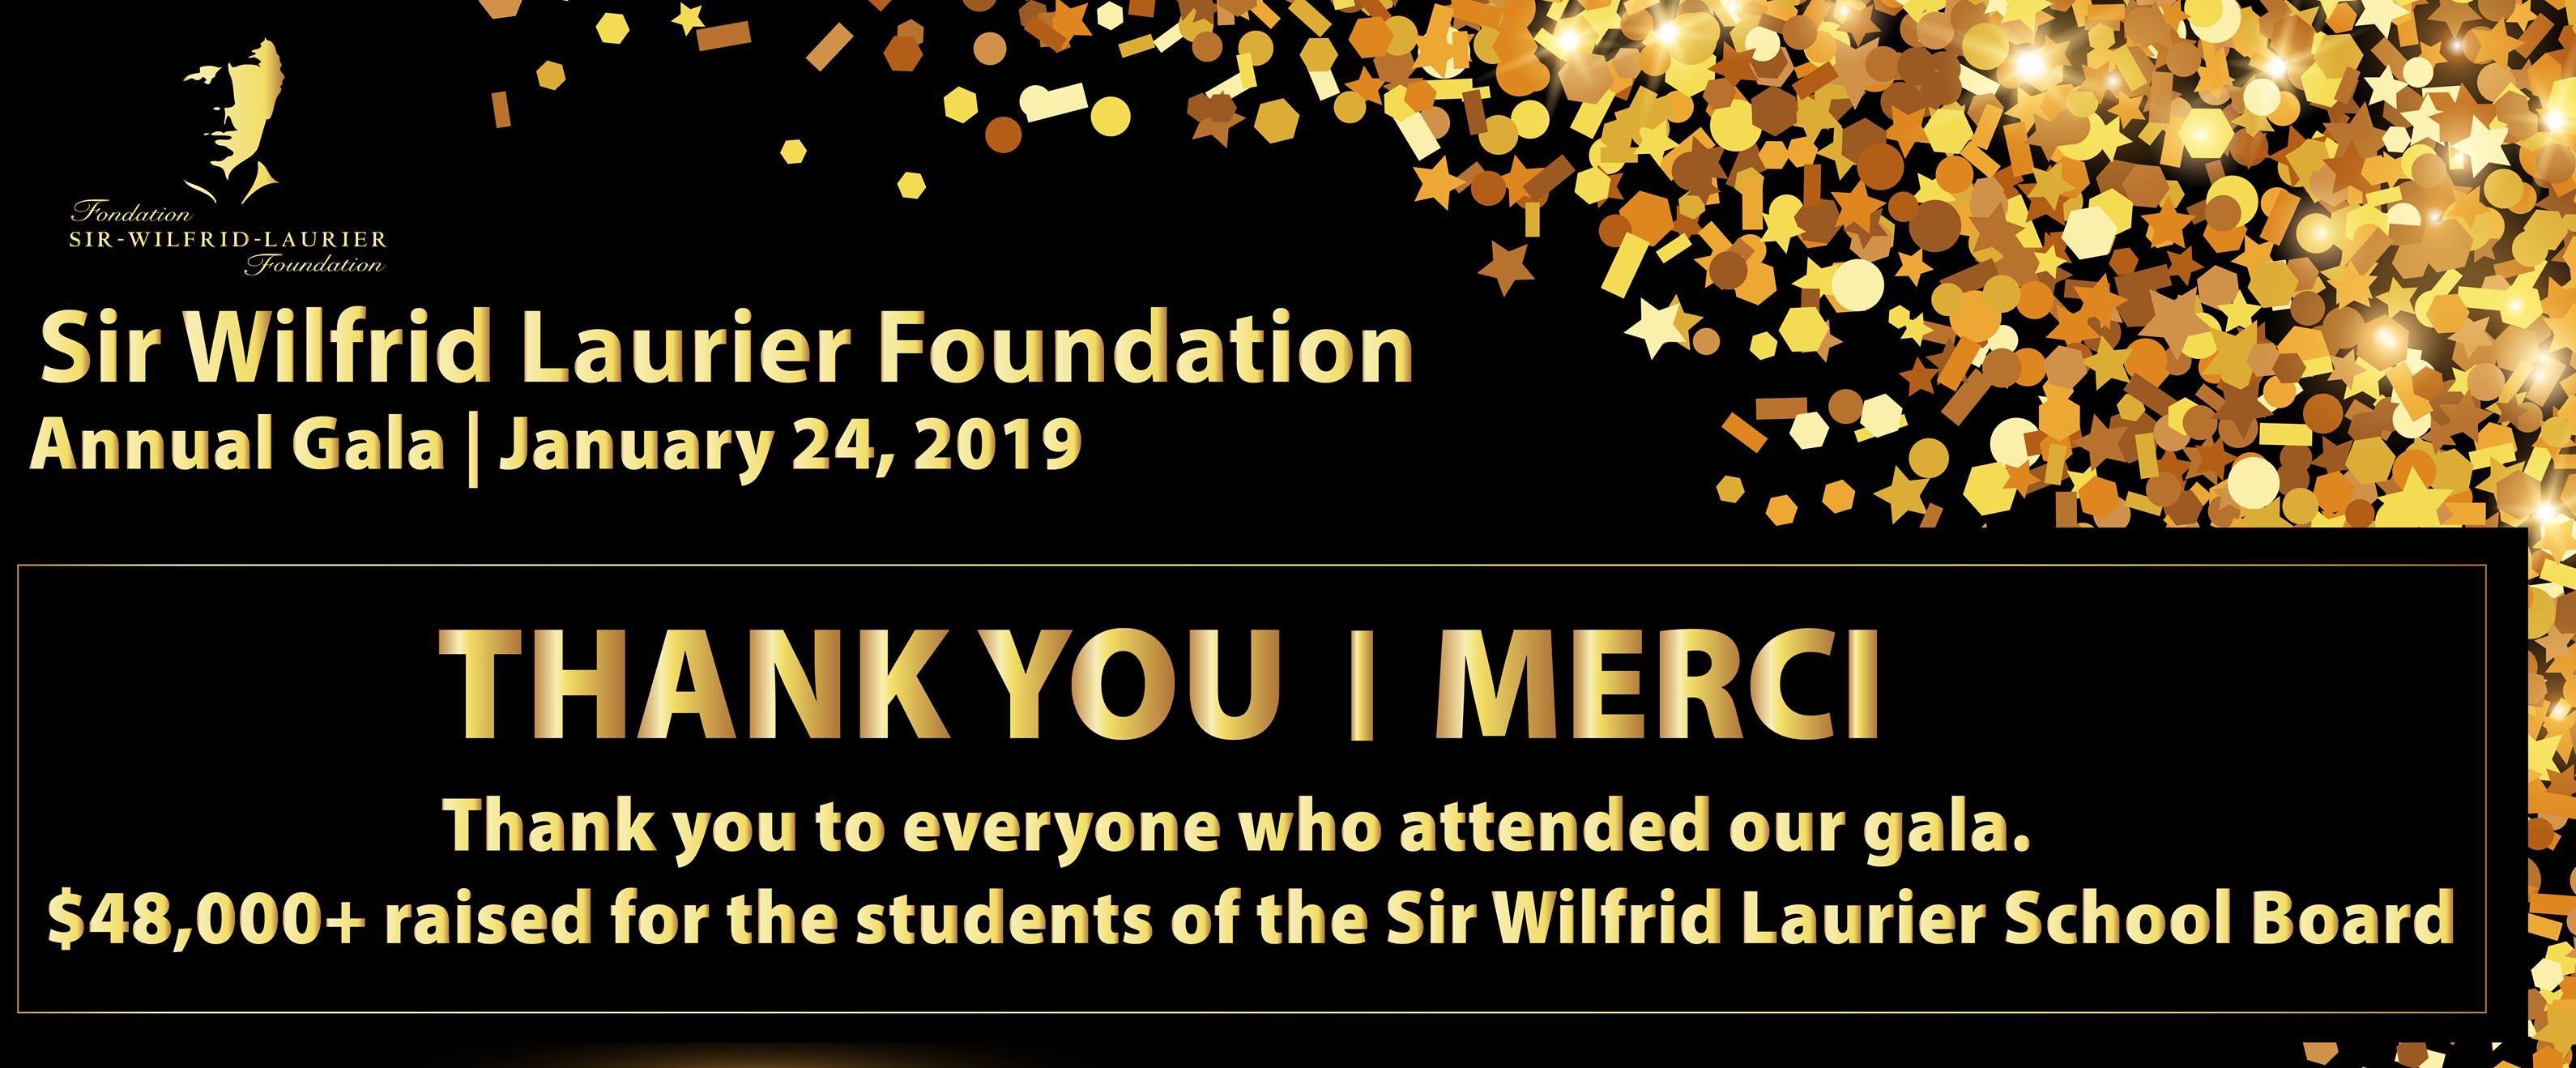 Fondation
SIR-WILFRID-LAURIER
Foundation
Sir Wilfrid Laurier Foundation
Annual Gala | January 24, 2019
THANK YOU | MERCI
Thank you to everyone who attended our gala.
$48,000+ raised for the students of the Sir Wilfrid Laurier School Board